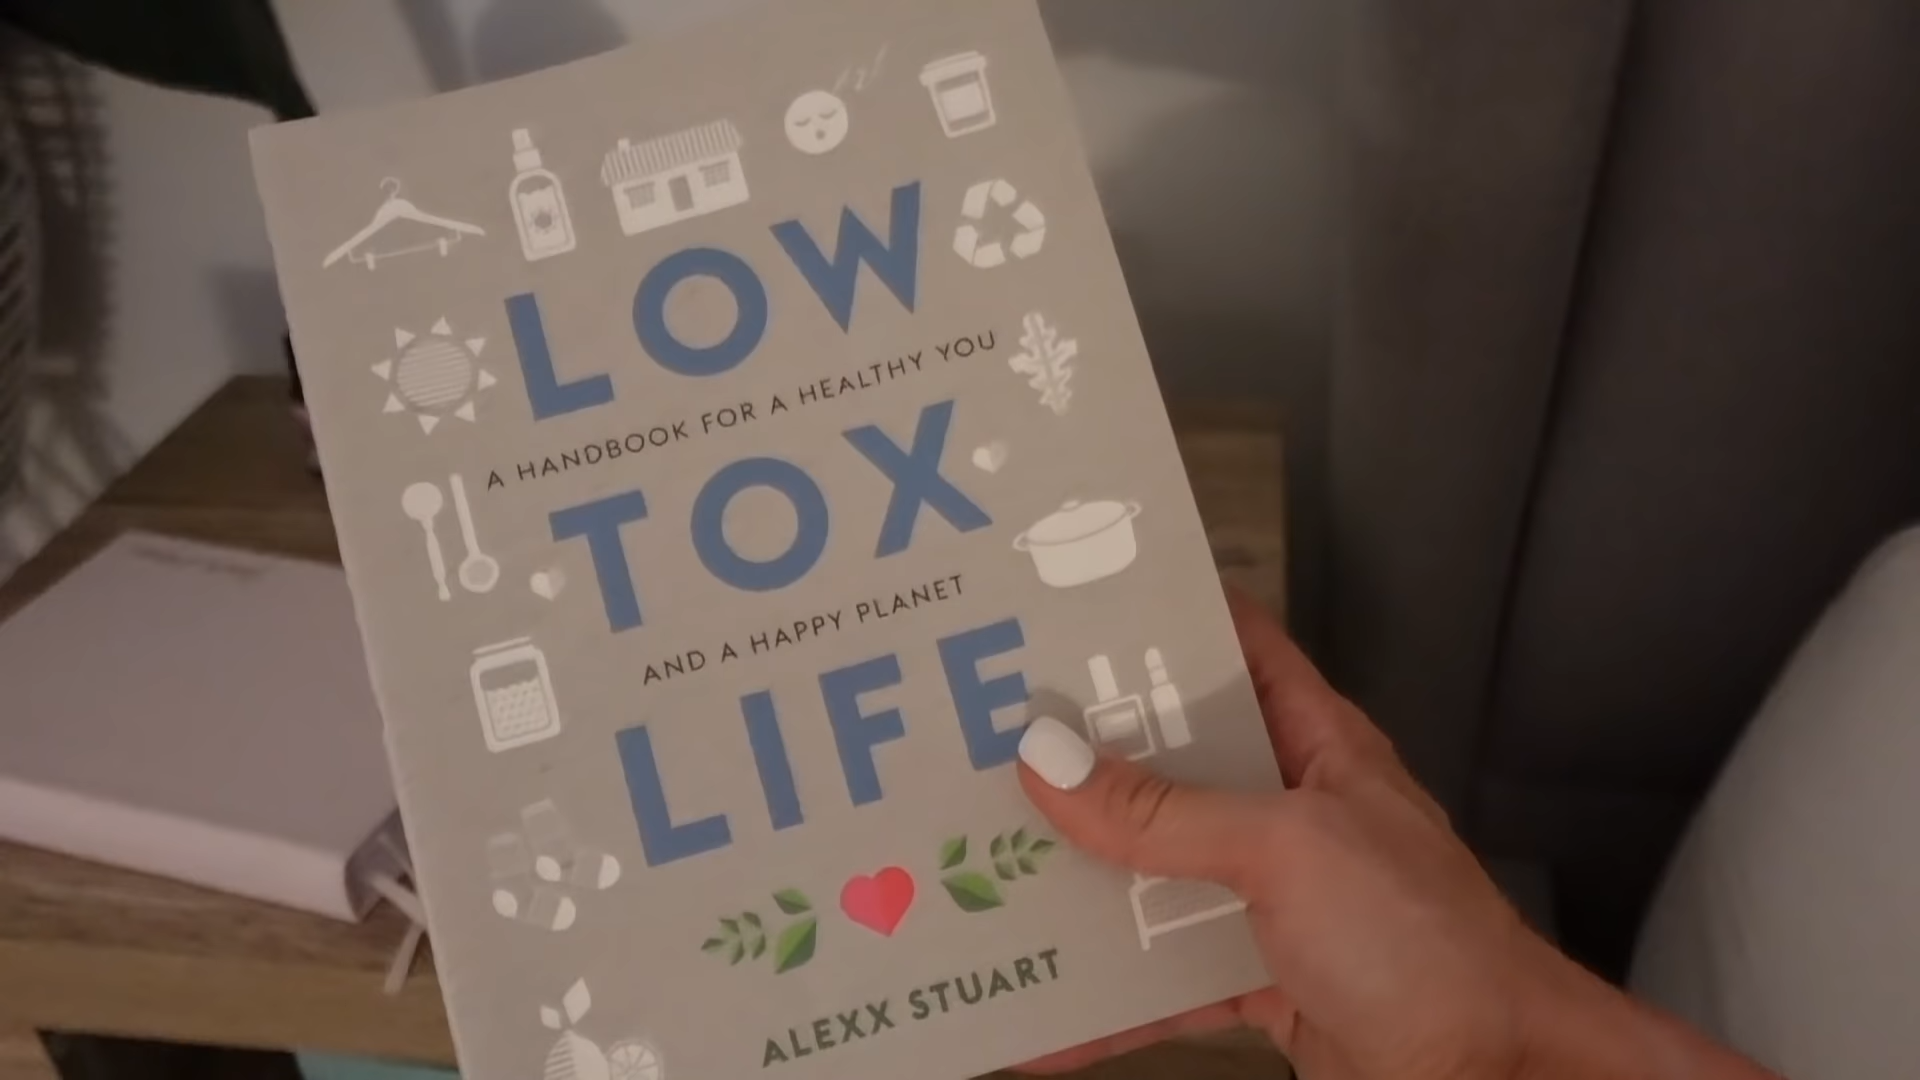 LOW
A HANDBOOK FOR A HEALTHY YOU
TOX
AND A HAPPY PLANET
LIFE
ALEXX STUART